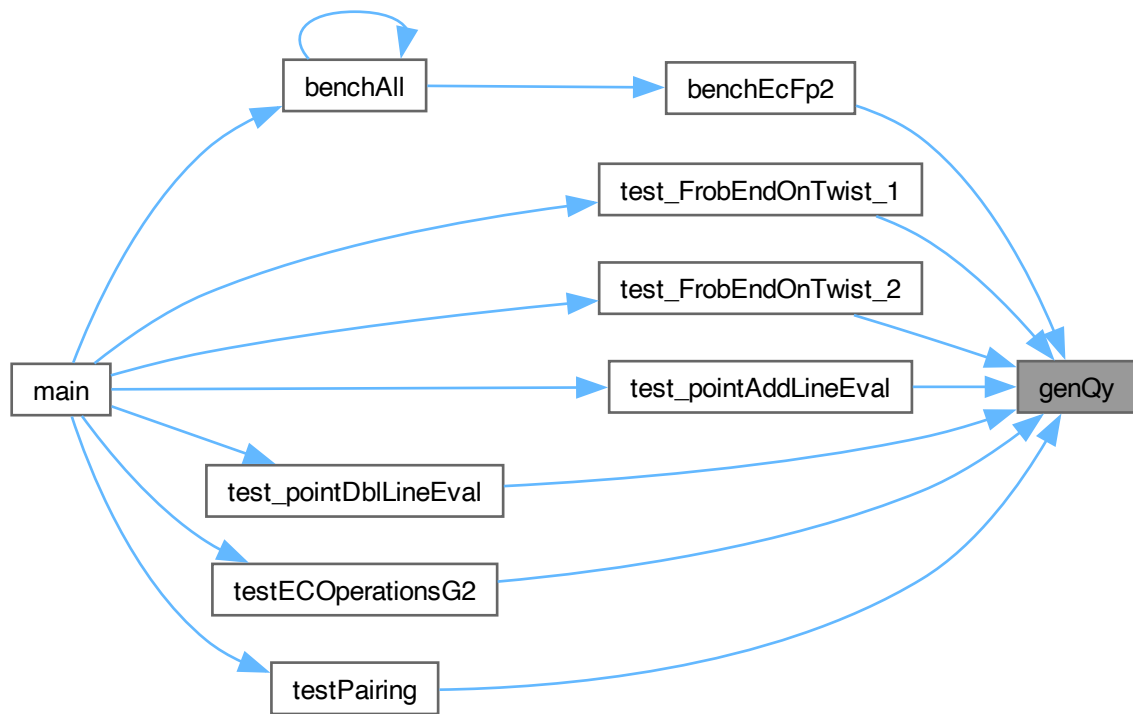 benchAll
benchEcFp2
test_FrobEndOnTwist_1
test_FrobEndOnTwist_2
main
test_pointAddLineEval
genQy
test_pointDblLineEval
testECOperationsG2
testPairing